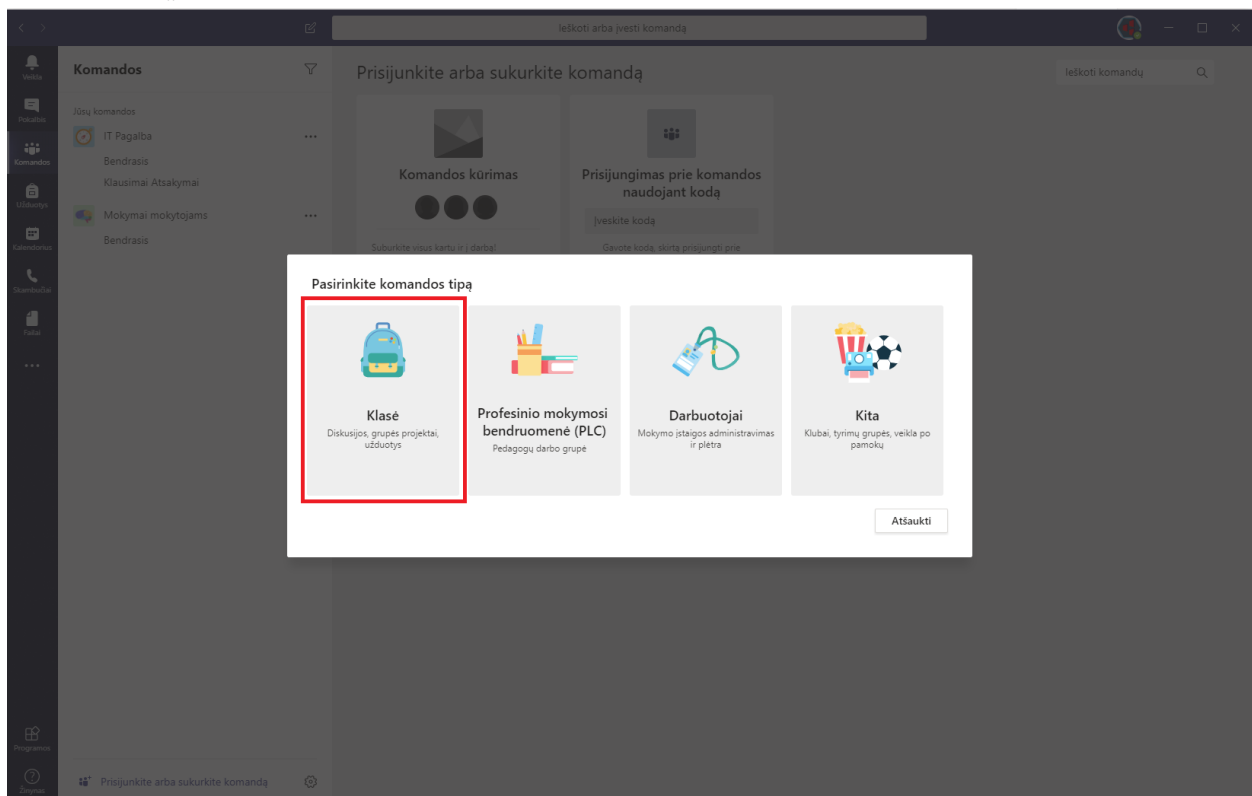 Ieškoti arba įvesti komandą
Veikla
Pokalbis
Komandos
Užduotys
Kalendorius
Skambučiai
Failai
Programos
Žinynas
Komandos
Jūsų komandos
IT Pagalba
Bendrasis
Klausimai Atsakymai
Mokymai mokytojams
Bendrasis
Prisijunkite arba sukurkite komandą
Prisijunkite arba sukurkite komandą
Ieškoti komandų
Komandos kūrimas
Suburkite visus kartu ir į darbą!
Prisijungimas prie komandos
naudojant kodą
Įveskite kodą
Gavote kodą, skirtą prisijungti prie
Pasirinkite komandos tipą
Klasė
Diskusijos, grupės projektai,
užduotys
Profesinio mokymosi
bendruomenė (PLC)
Pedagogų darbo grupė
Darbuotojai
Mokymo įstaigos administravimas
ir plėtra
Kita
Klubai, tyrimų grupės, veikla po
pamokų
Atšaukti